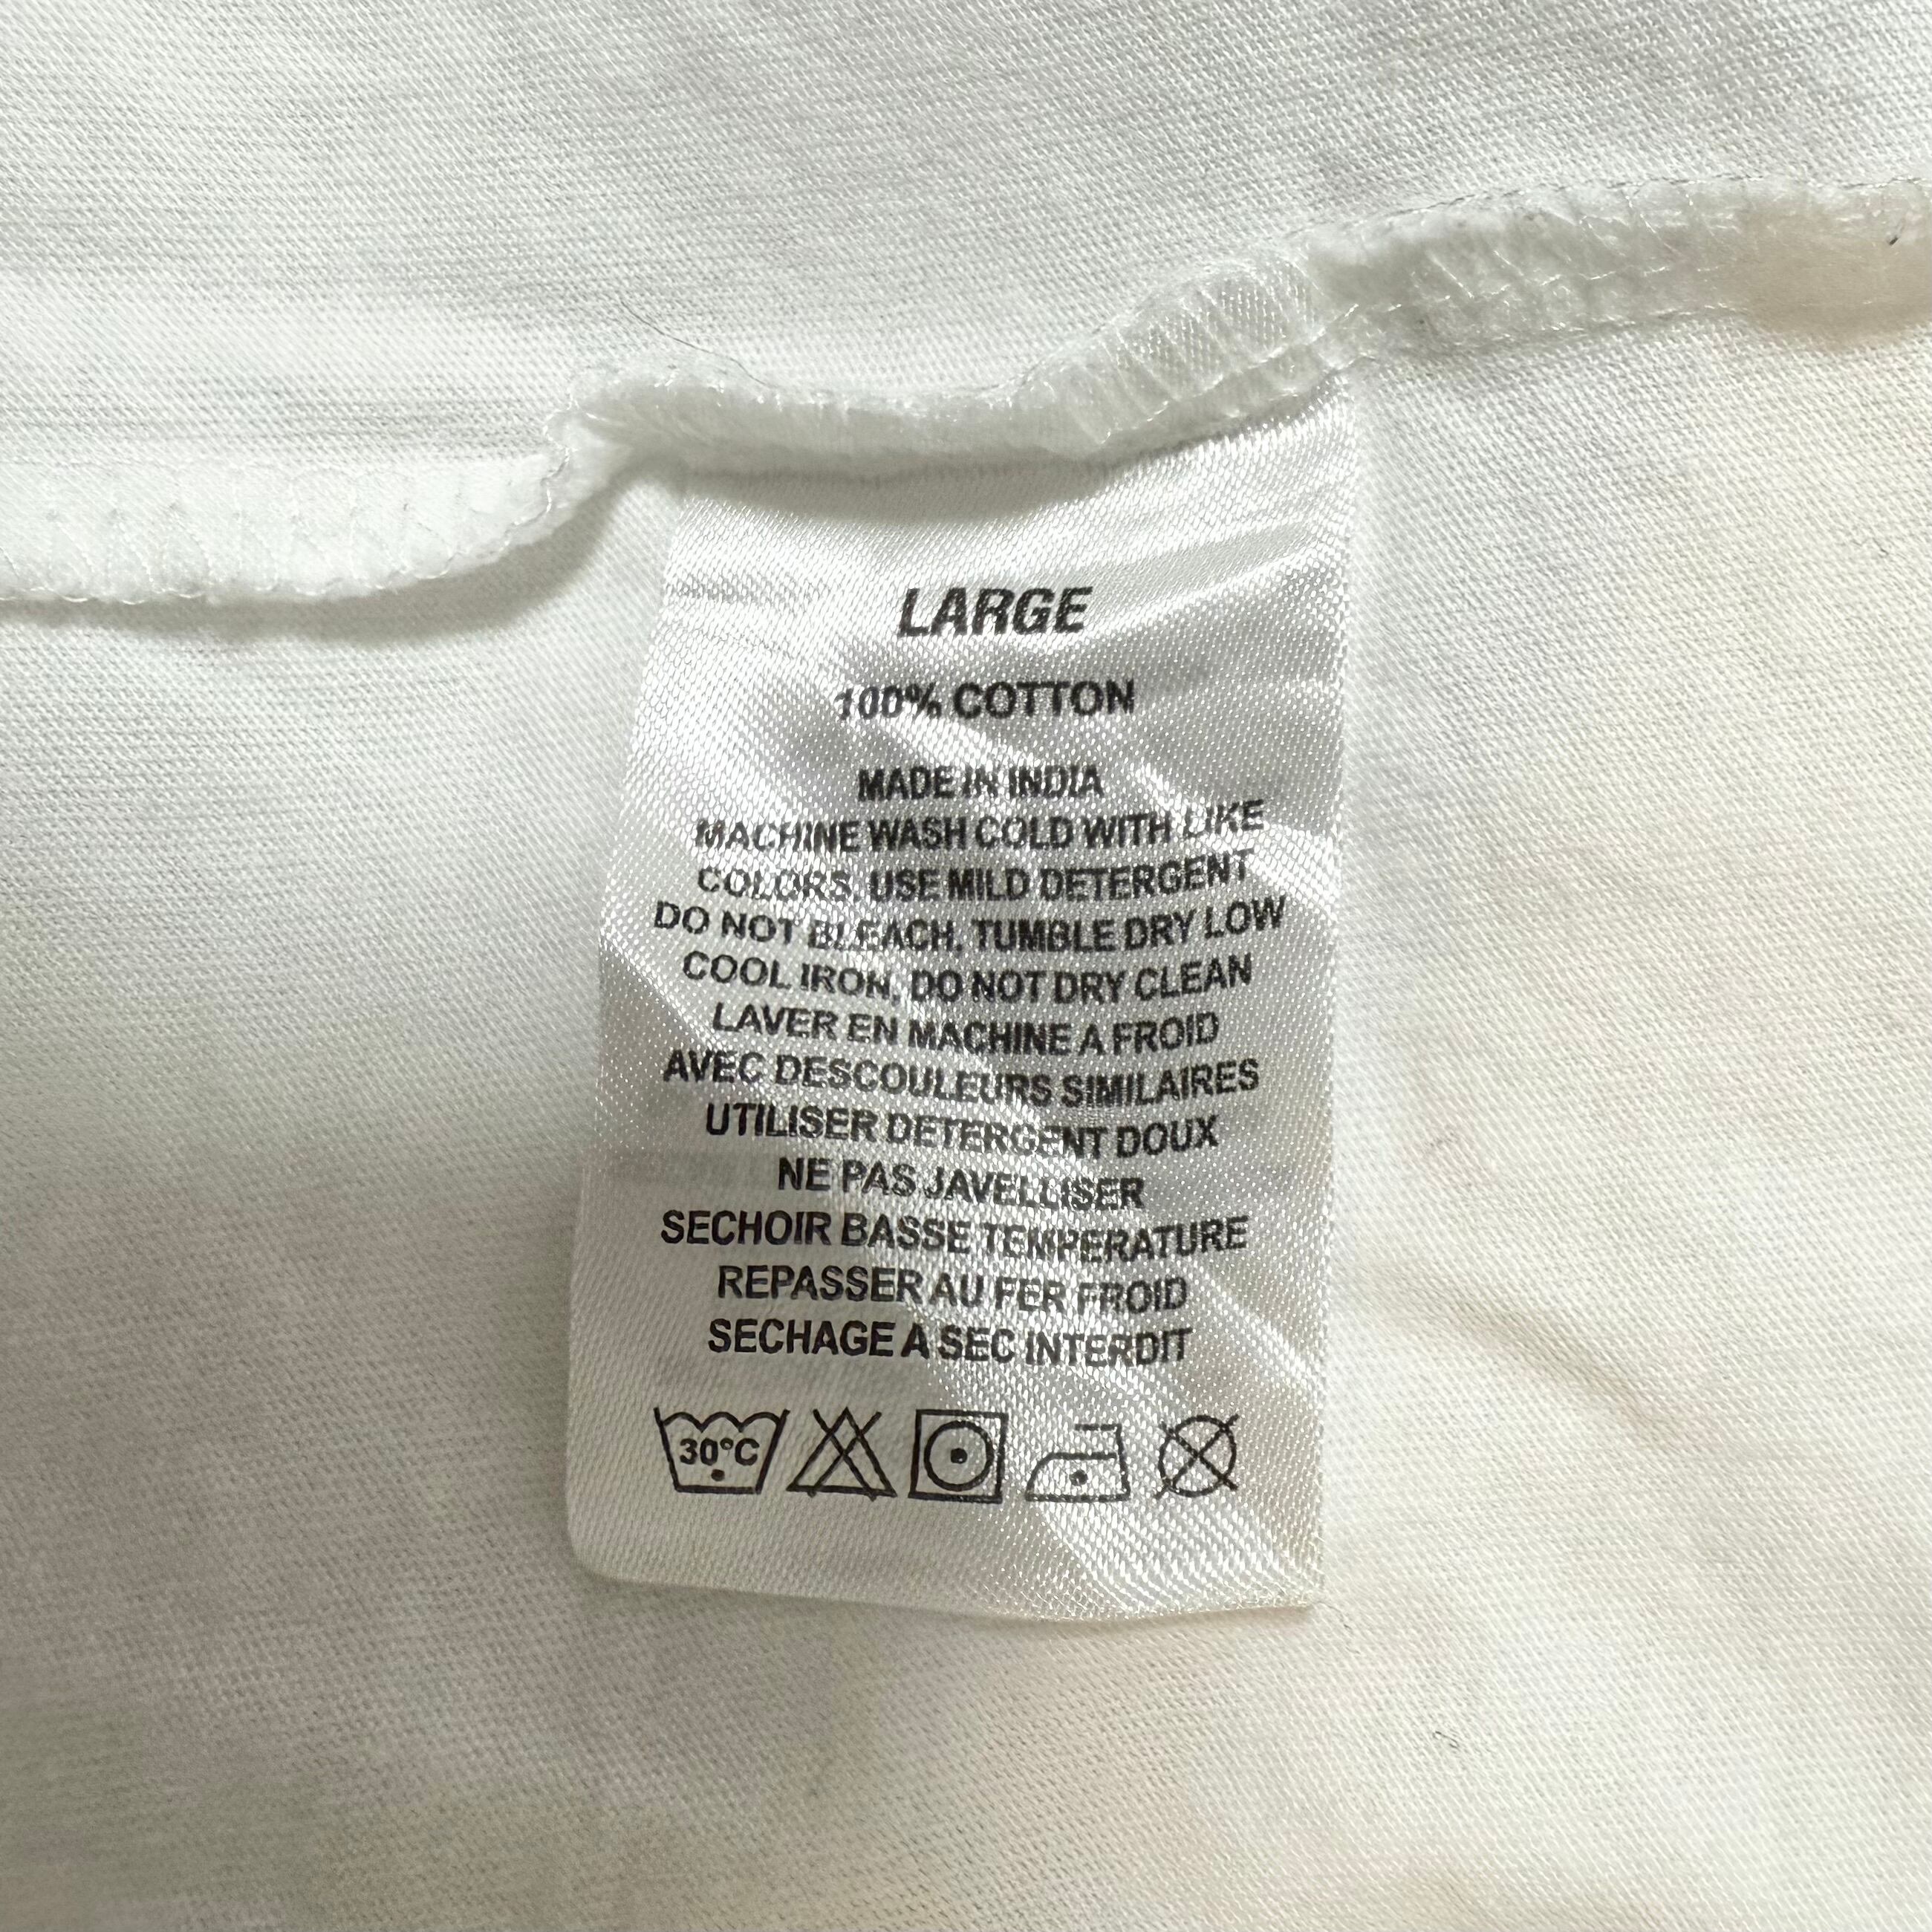 LARGE
100% COTTON
MADE IN INDIA
MACHINE WASH COLD WITH LIKE
COLORS, USE MILD DETERGENT
DO NOT BLEACH, TUMBLE DRY LOW
COOL IRON, DO NOT DRY CLEAN
LAVER EN MACHINE A FROID
AVEC DESCOULEURS SIMILAIRES
UTILISER DETERGENT DOUX
NE PAS JAVELLISER
SECHOIR BASSE TEMPERATURE
REPASSER AU FER FROID
SECHAGE A SEC INTERDIT
30°C